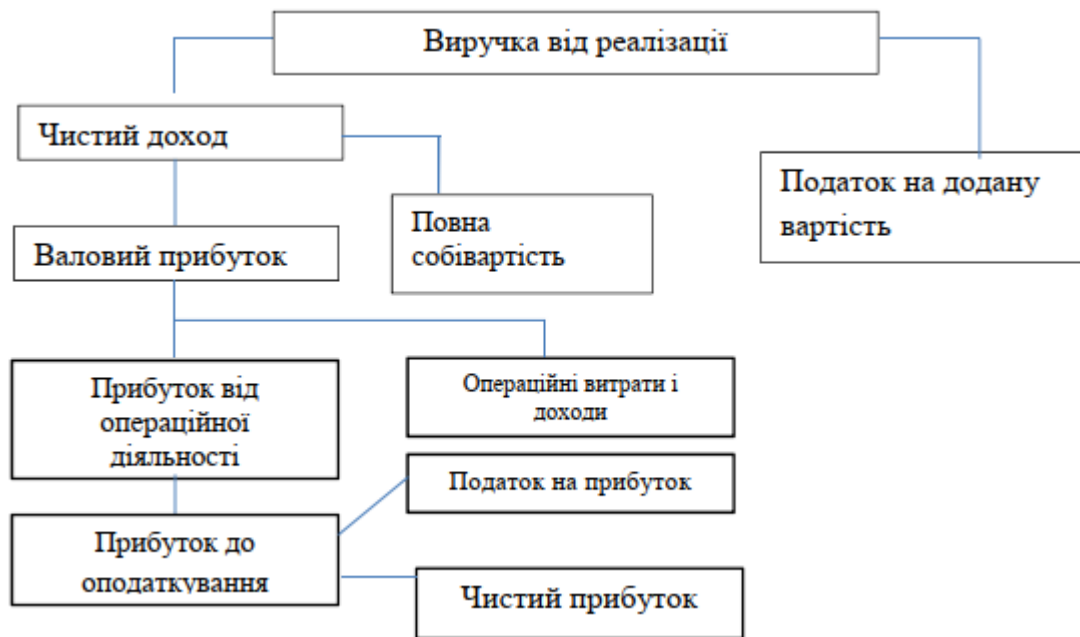 Виручка від реалізації
Чистий доход
Податок на додану
вартість
Повна
собівартість
Валовий прибуток
Прибуток від
операційної
діяльності
Операційні витрати і
доходи
Податок на прибуток
Прибуток до
оподаткування
Чистий прибуток